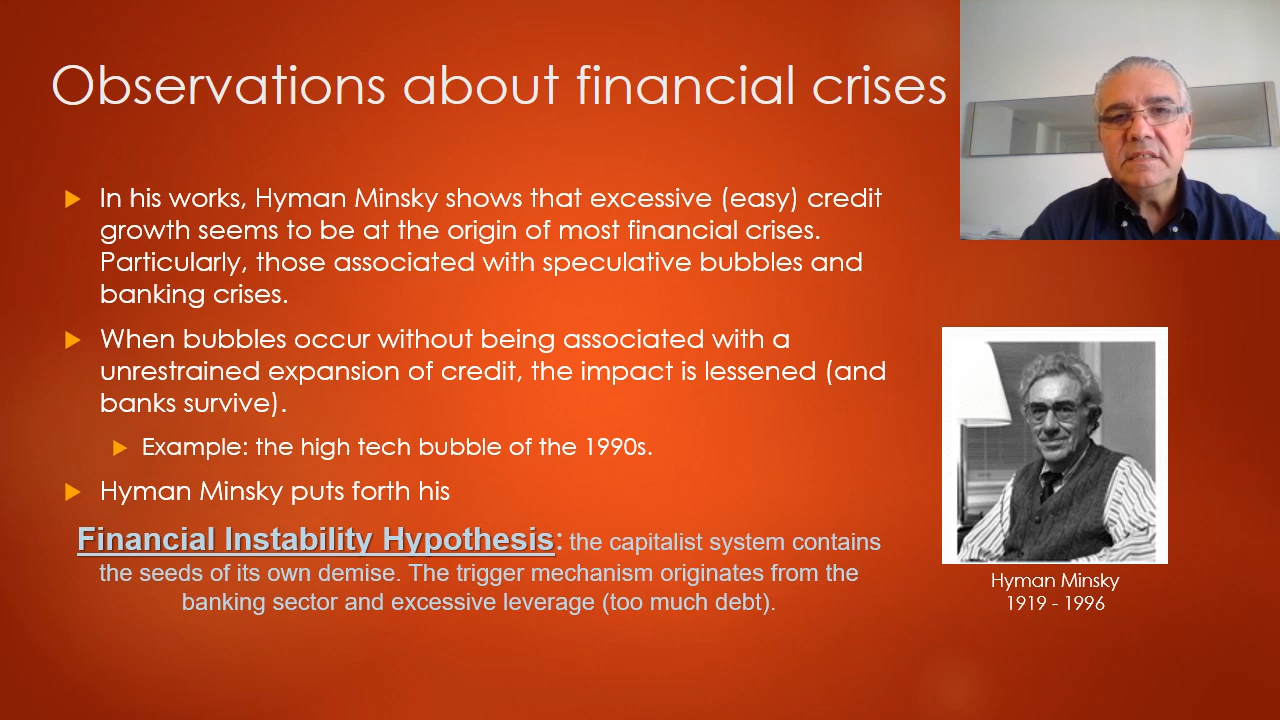 Observations about financial crises
In his works, Hyman Minsky shows that excessive (easy) credit
growth seems to be at the origin of most financial crises.
Particularly, those associated with speculative bubbles and
banking crises.
When bubbles occur without being associated with a
unrestrained expansion of credit, the impact is lessened (and
banks survive).
Example: the high tech bubble of the 1990s.
Hyman Minsky puts forth his
Financial Instability Hypothesis: the capitalist system contains
the seeds of its own demise. The trigger mechanism originates from the
banking sector and excessive leverage (too much debt).
Hyman Minsky
1919 - 1996